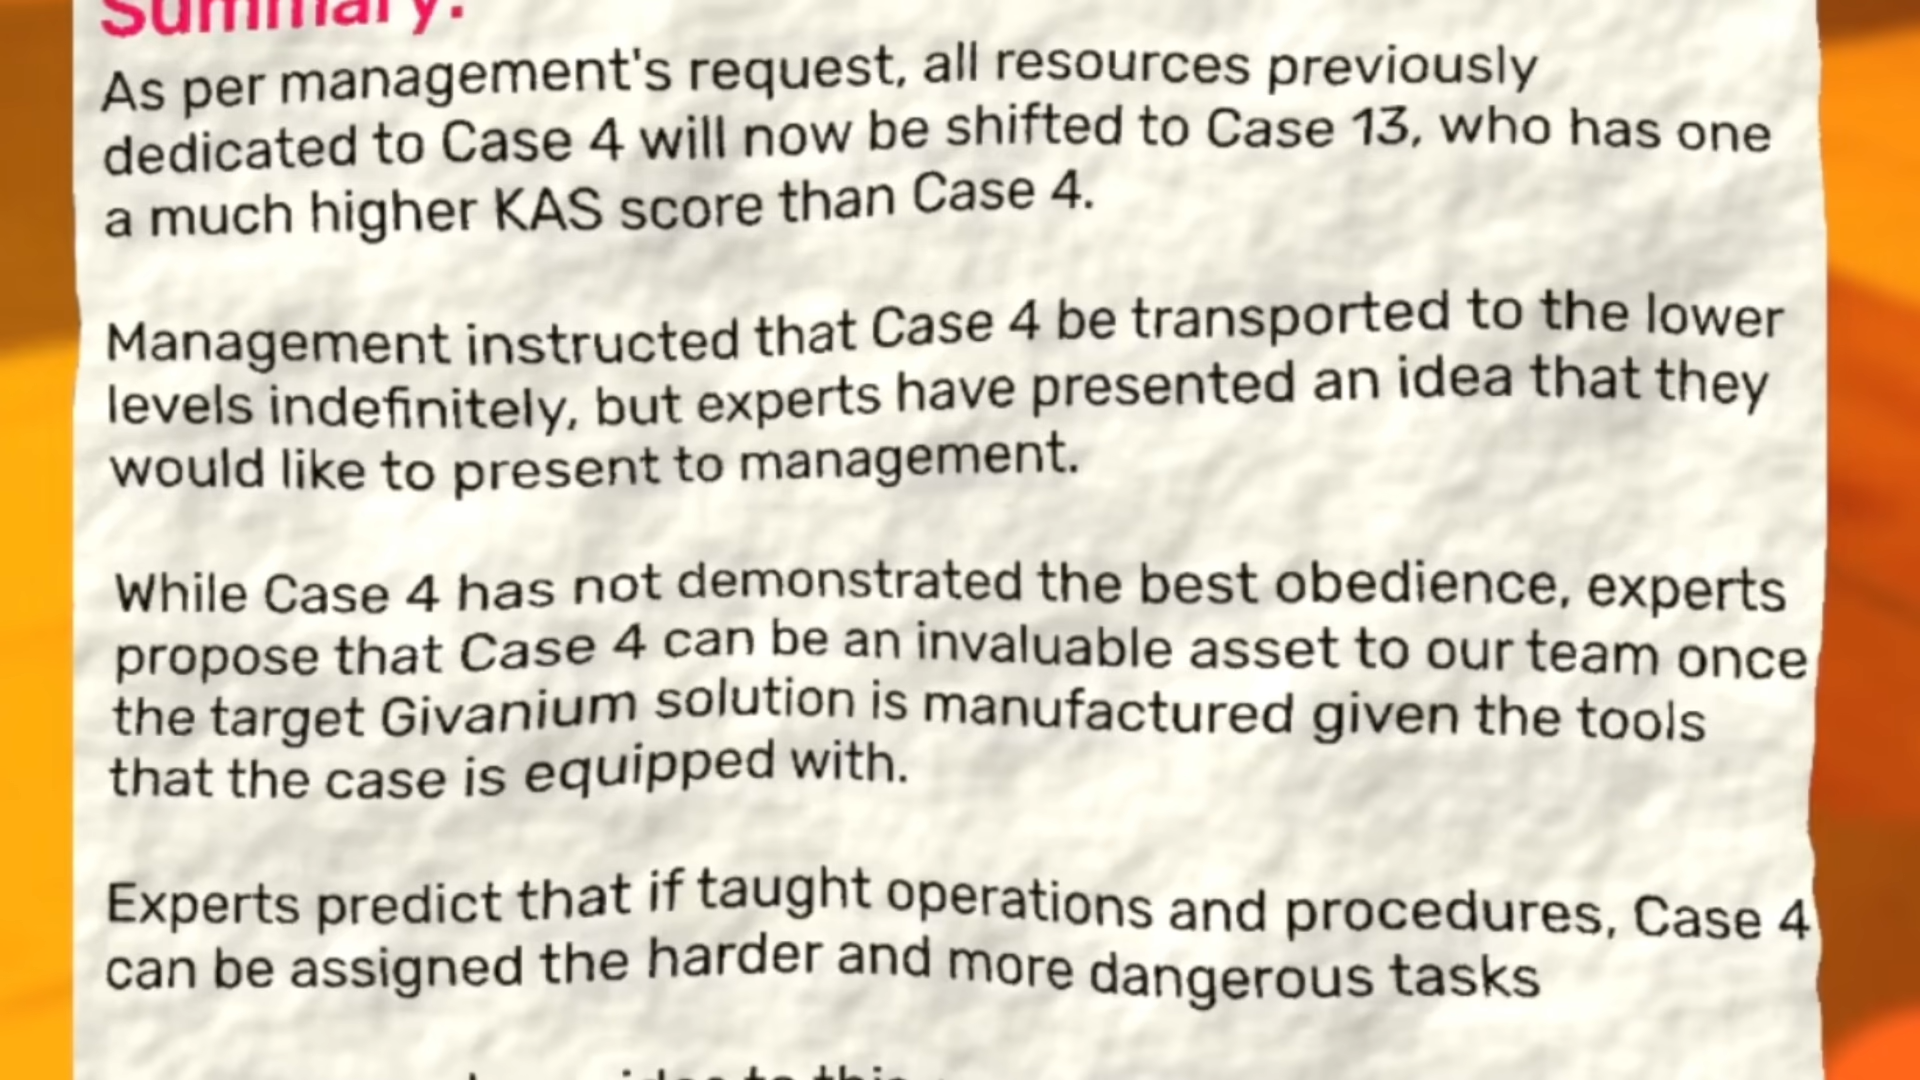 Summary:
As per management's request, all resources previously
dedicated to Case 4 will now be shifted to Case 13, who has one
a much higher KAS score than Case 4.
Management instructed that Case 4 be transported to the lower
levels indefinitely, but experts have presented an idea that they
would like to present to management.
While Case 4 has not demonstrated the best obedience, experts
propose that Case 4 can be an invaluable asset to our team once
the target Givanium solution is manufactured given the tools
that the case is equipped with.
Experts predict that if taught operations and procedures, Case 4
can be assigned the harder and more dangerous tasks
to this